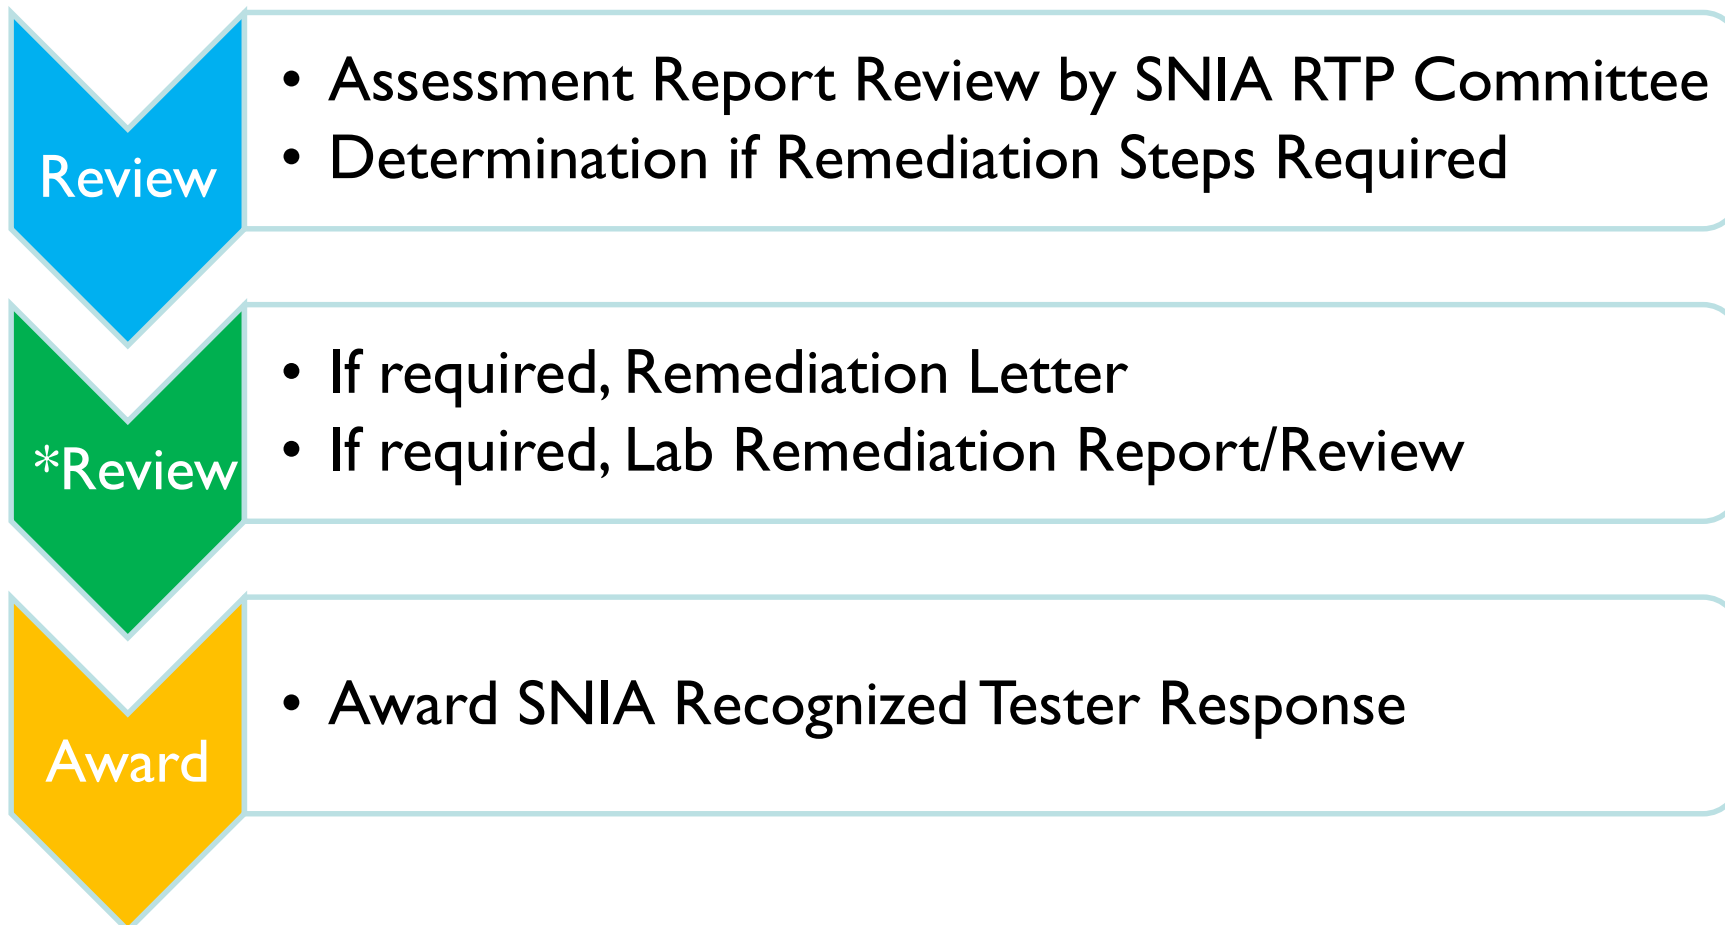 Review
• Assessment Report Review by SNIA RTP Committee
• Determination if Remediation Steps Required
*Review
• If required, Remediation Letter
• If required, Lab Remediation Report/Review
Award
• Award SNIA Recognized Tester Response